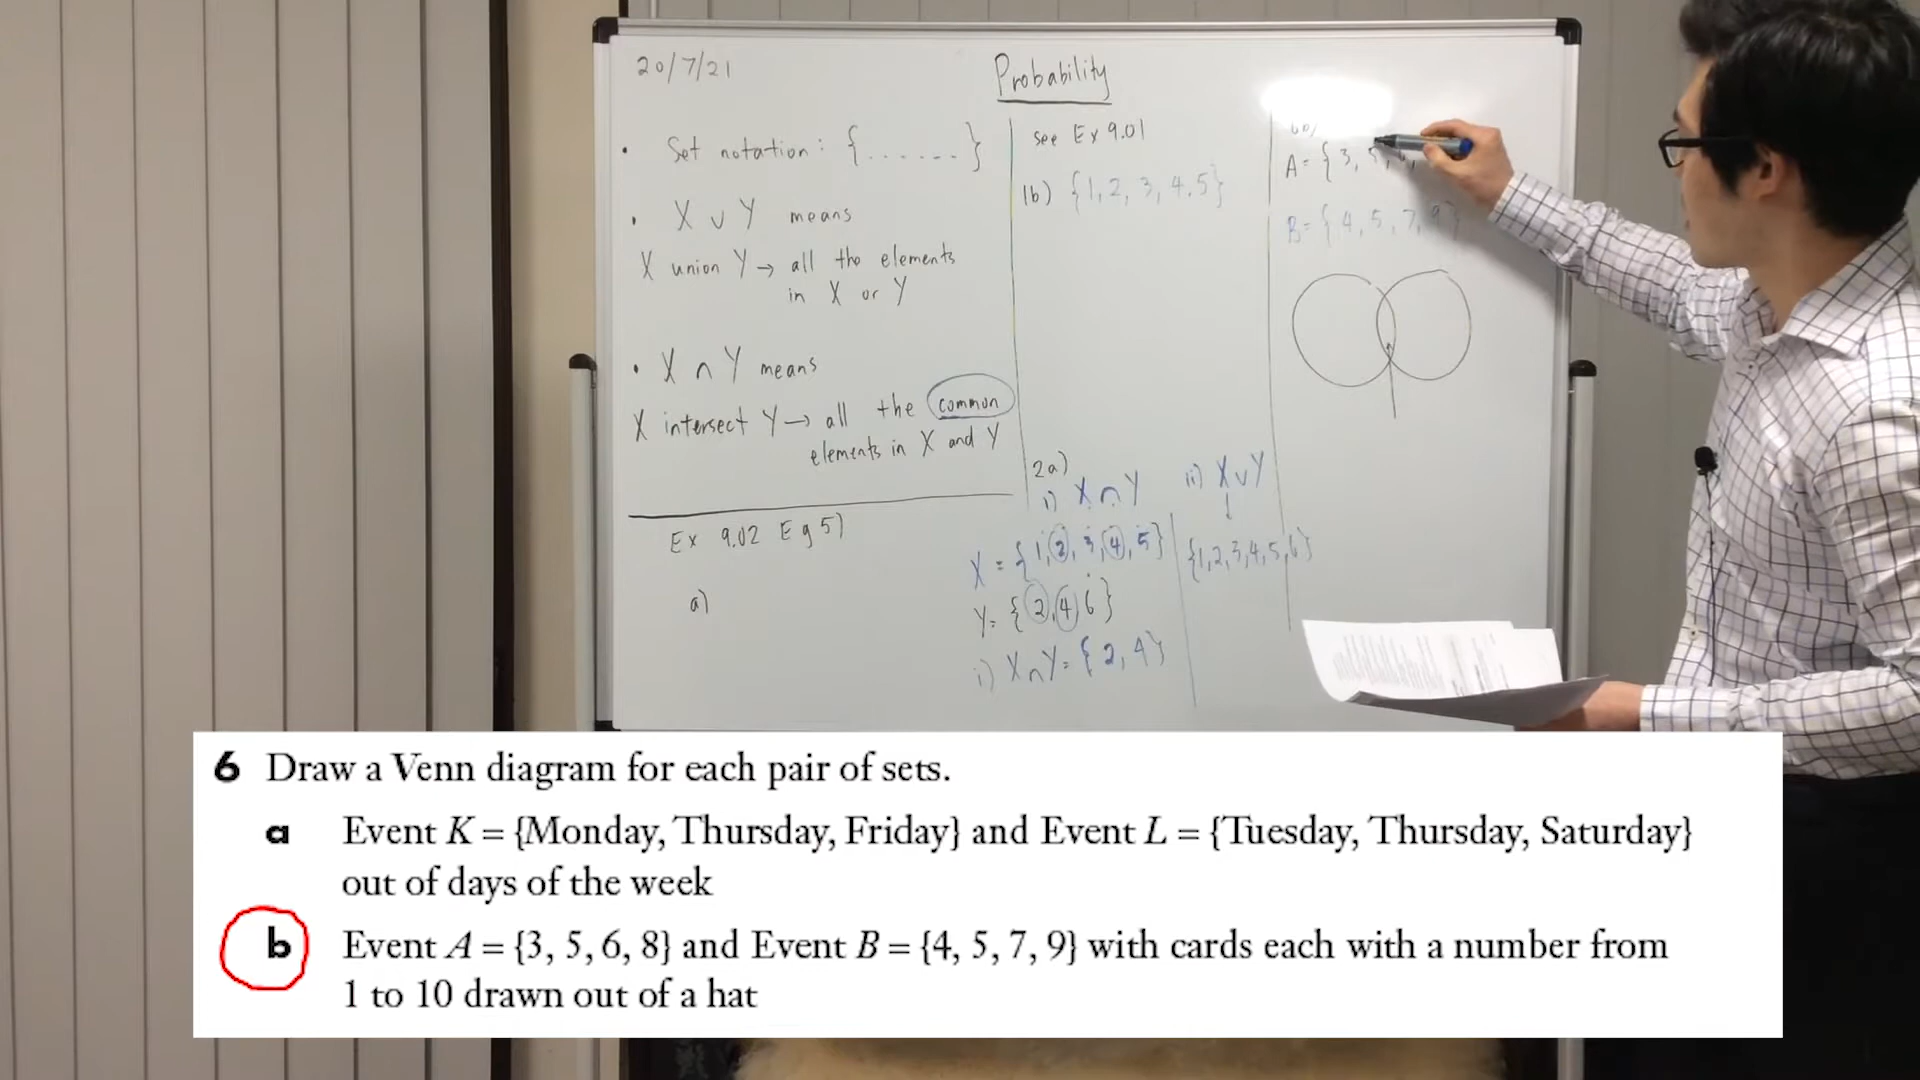 20/7/21
Probability
• Set notation: {......}
• X ∪ Y means
X union Y → all the elements
in X or Y
• X ∩ Y means
X intersect Y → all the common
elements in X and Y
Ex 9.02 Eg 5)
a)
see Ex 9.01
1b) {1, 2, 3, 4, 5}
2a)
i) X ∩ Y
X = {1, 2, 3, 4, 5}
Y = {2, 4, 6}
i) X ∩ Y = {2, 4}
ii) X ∪ Y
↓
{1,2,3,4,5,6}
6b)
A = {3, 5, 6,
B = {4, 5, 7, 9}
6 Draw a Venn diagram for each pair of sets.
a Event K = {Monday, Thursday, Friday} and Event L = {Tuesday, Thursday, Saturday}
out of days of the week
b Event A = {3, 5, 6, 8} and Event B = {4, 5, 7, 9} with cards each with a number from
1 to 10 drawn out of a hat